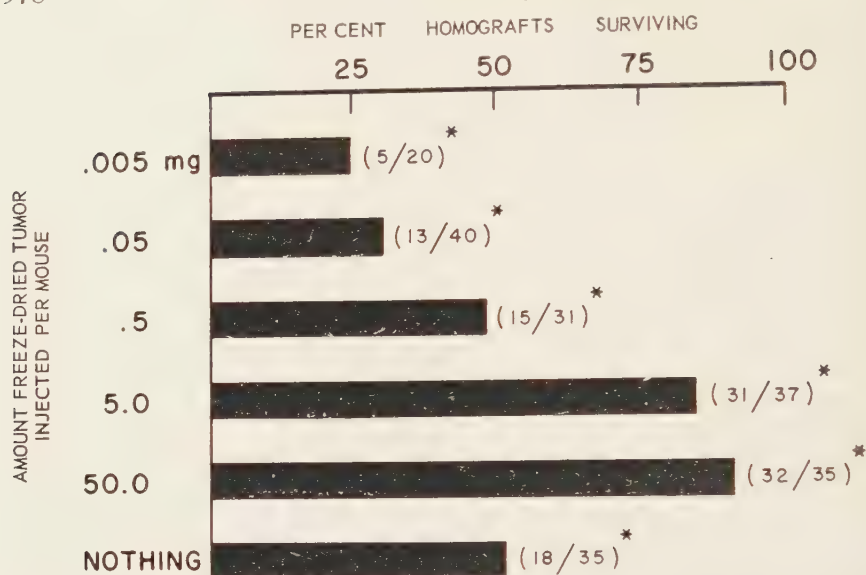 PER CENT HOMOGRAFTS SURVIVING
25 50 75 100
AMOUNT FREEZE-DRIED TUMOR
INJECTED PER MOUSE
.005 mg (5/20)*
.05 (13/40)*
.5 (15/31)*
5.0 (31/37)*
50.0 (32/35)*
NOTHING (18/35)*